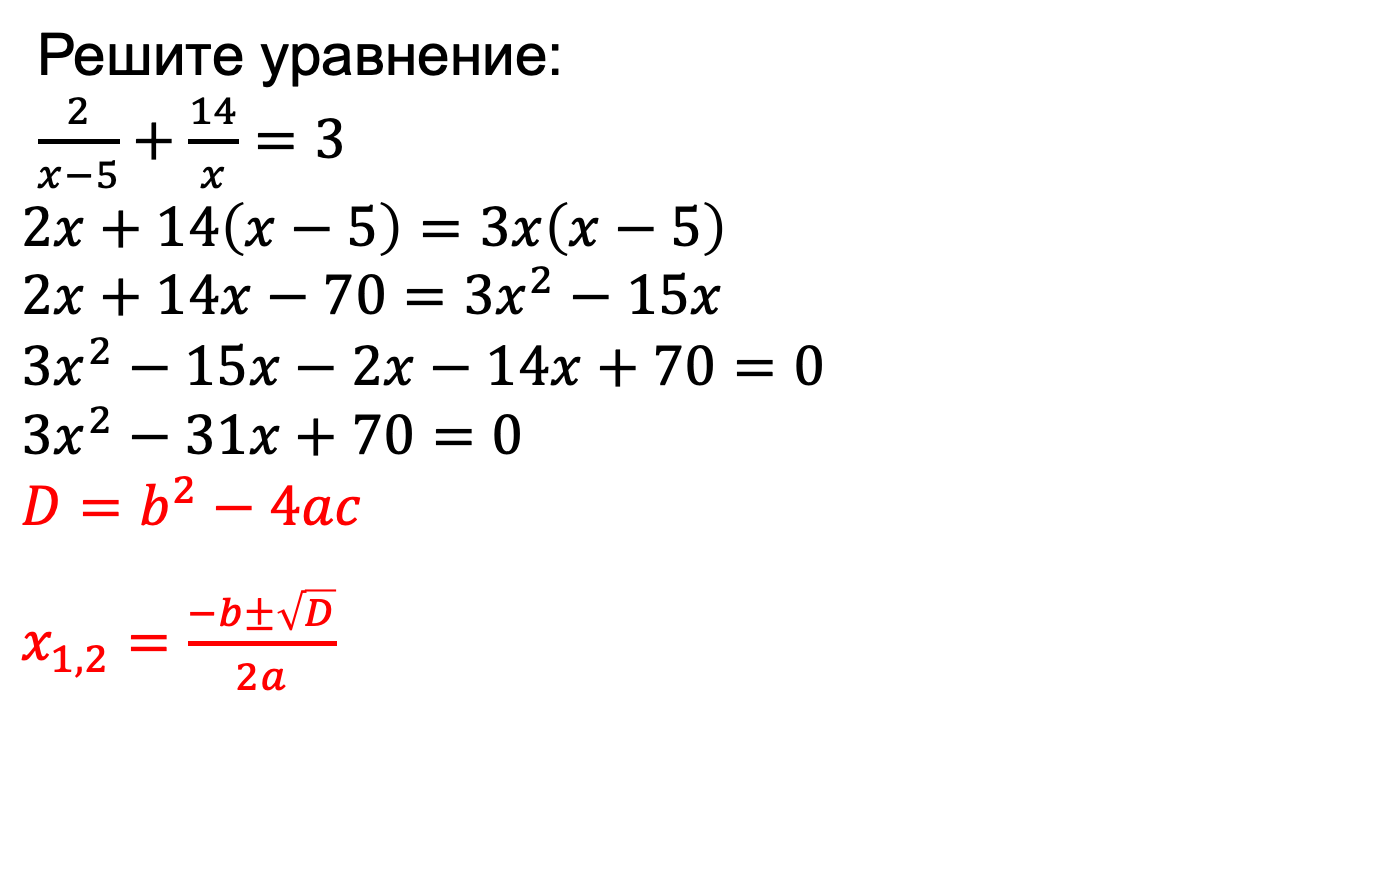 Решите уравнение:
2/(x−5) + 14/x = 3
2x + 14(x − 5) = 3x(x − 5)
2x + 14x − 70 = 3x² − 15x
3x² − 15x − 2x − 14x + 70 = 0
3x² − 31x + 70 = 0
D = b² − 4ac
x₁,₂ = (−b±√D)/(2a)